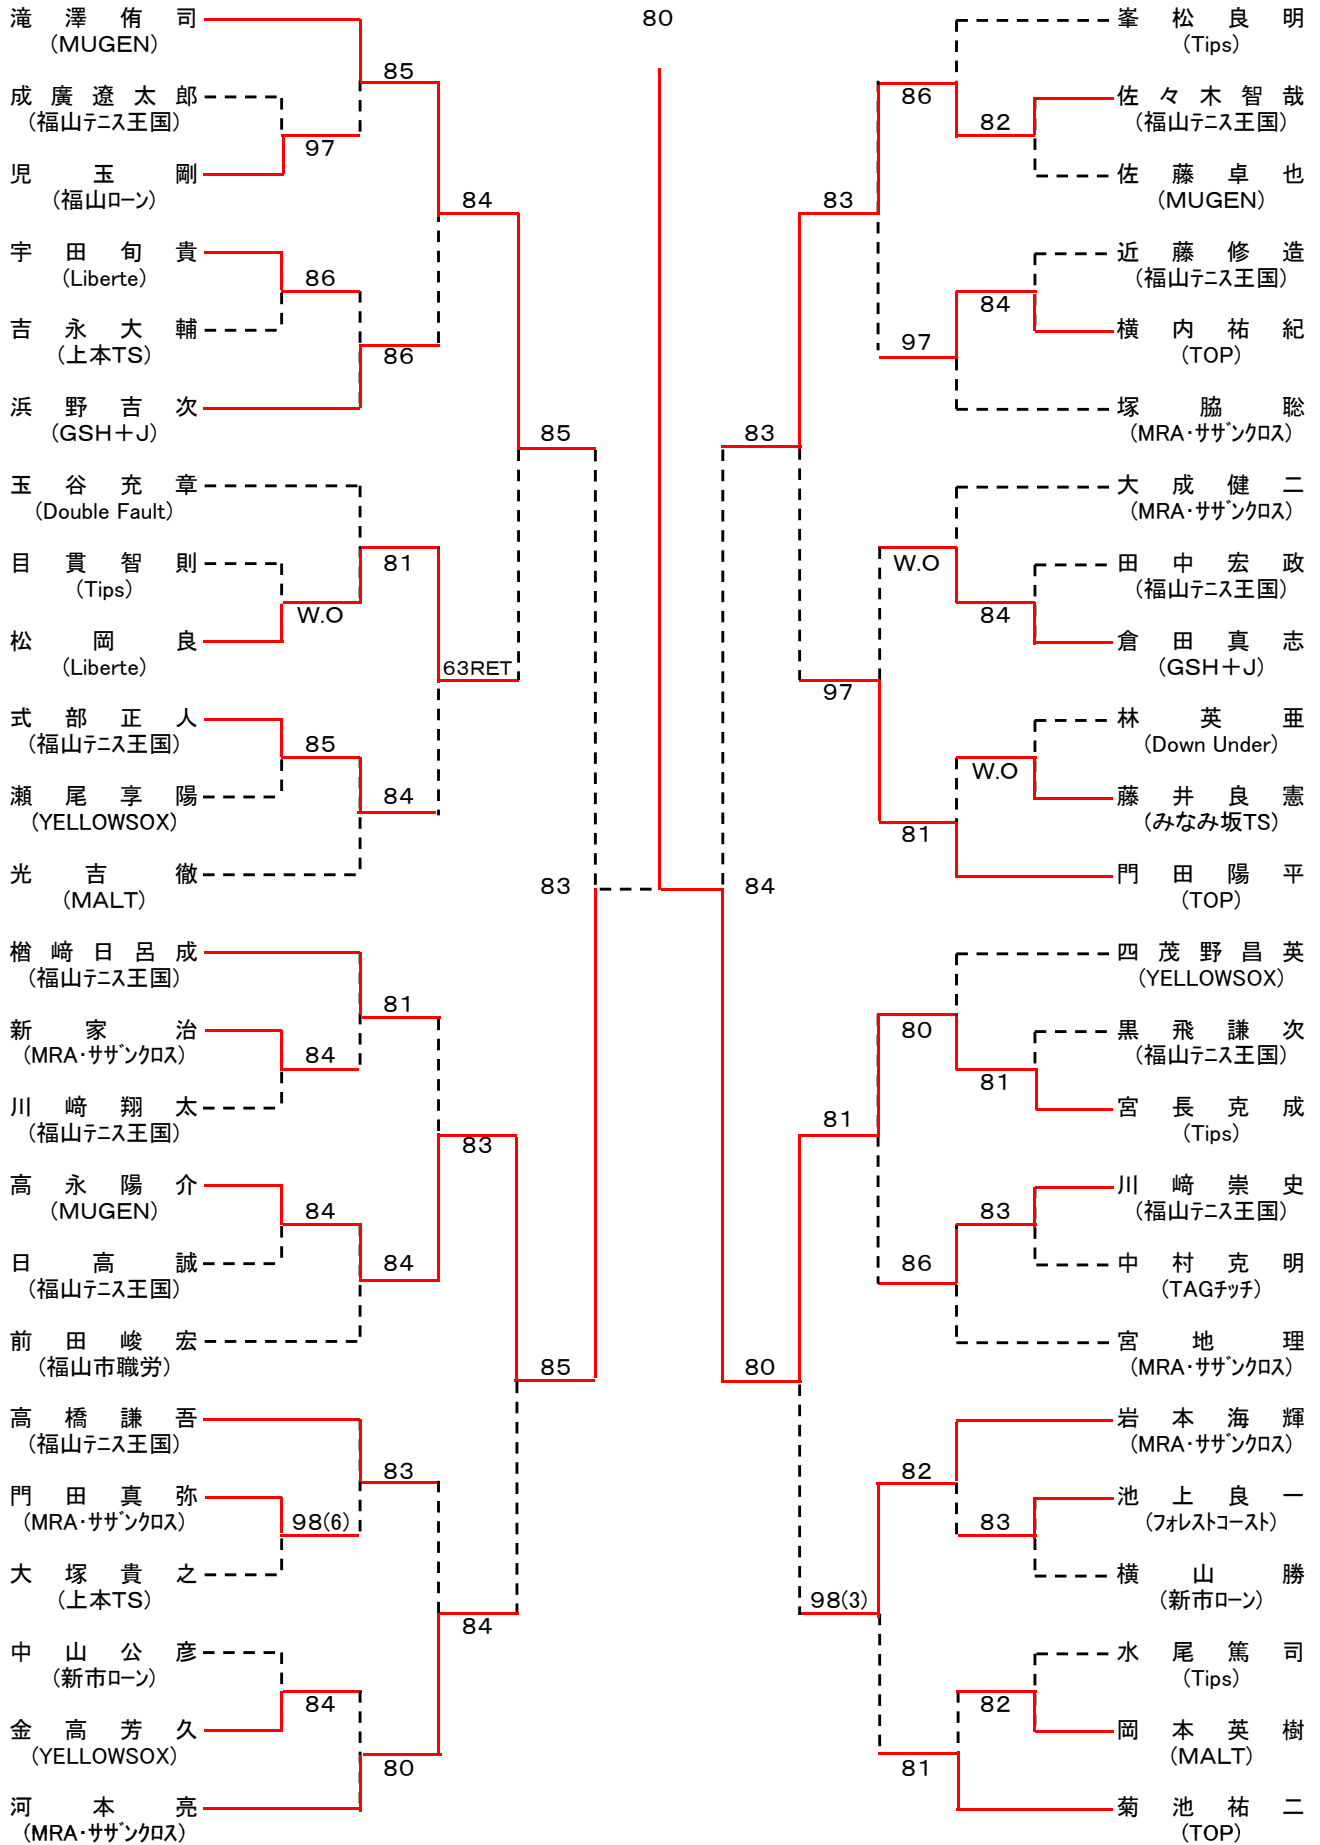 80
滝澤侑司
(MUGEN)
85
成廣遼太郎
(福山テニス王国)
97
児玉剛
(福山ローン)
84
宇田旬貴
(Liberte)
86
吉永大輔
(上本TS)
86
浜野吉次
(GSH+J)
85
玉谷充章
(Double Fault)
81
目貫智則
(Tips)
W.O
松岡良
(Liberte)
63RET
式部正人
(福山テニス王国)
85
瀬尾享陽
(YELLOWSOX)
84
光吉徹
(MALT)
83
楢﨑日呂成
(福山テニス王国)
81
新家治
(MRA・サザンクロス)
84
川﨑翔太
(福山テニス王国)
83
高永陽介
(MUGEN)
84
日高誠
(福山テニス王国)
84
前田峻宏
(福山市職労)
85
高橋謙吾
(福山テニス王国)
83
門田真弥
(MRA・サザンクロス)
98(6)
大塚貴之
(上本TS)
84
中山公彦
(新市ローン)
84
金高芳久
(YELLOWSOX)
80
河本亮
(MRA・サザンクロス)
峯松良明
(Tips)
86
佐々木智哉
(福山テニス王国)
82
佐藤卓也
(MUGEN)
83
近藤修造
(福山テニス王国)
84
横内祐紀
(TOP)
97
塚脇聡
(MRA・サザンクロス)
83
大成健二
(MRA・サザンクロス)
W.O
田中宏政
(福山テニス王国)
84
倉田真志
(GSH+J)
97
林英亜
(Down Under)
W.O
藤井良憲
(みなみ坂TS)
81
門田陽平
(TOP)
84
四茂野昌英
(YELLOWSOX)
80
黒飛謙次
(福山テニス王国)
81
宮長克成
(Tips)
81
川﨑崇史
(福山テニス王国)
83
中村克明
(TAGチッチ)
86
宮地理
(MRA・サザンクロス)
80
岩本海輝
(MRA・サザンクロス)
82
池上良一
(フォレストコースト)
83
横山勝
(新市ローン)
98(3)
水尾篤司
(Tips)
82
岡本英樹
(MALT)
81
菊池祐二
(TOP)